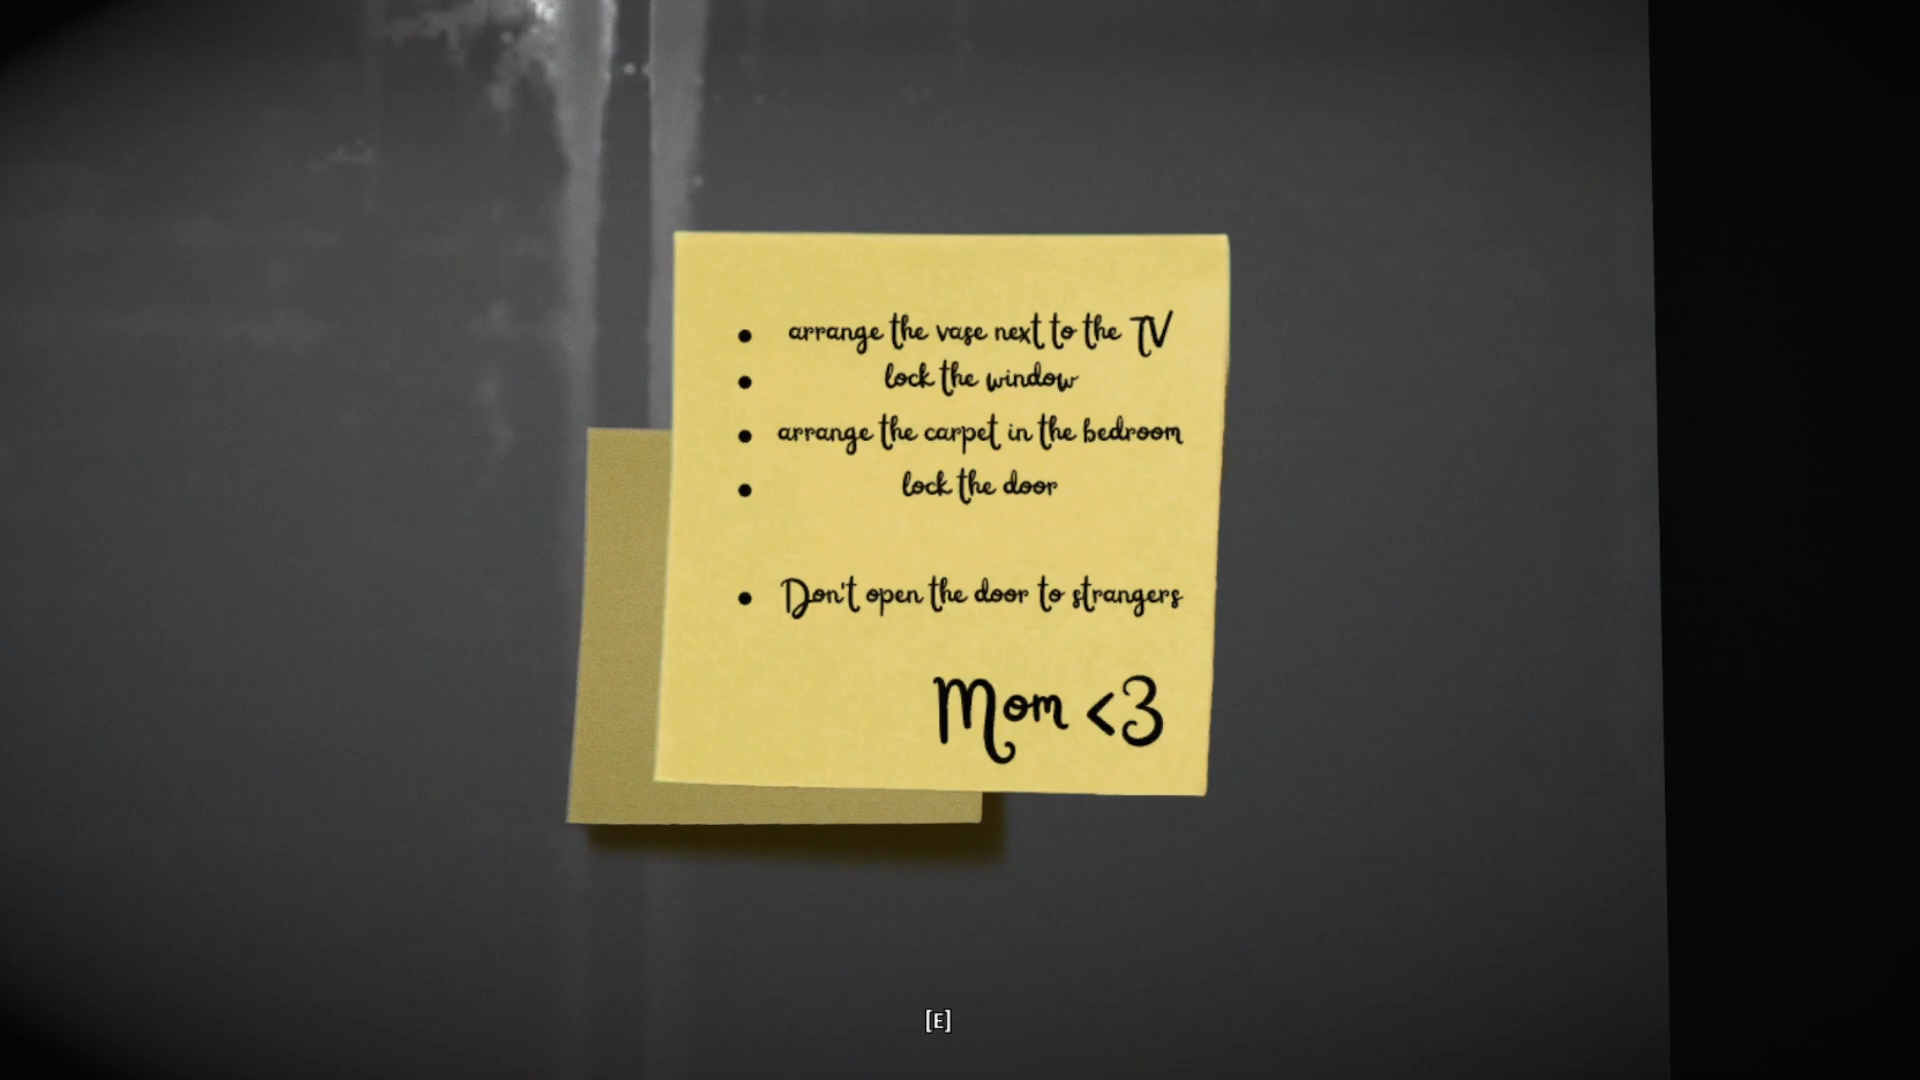 • arrange the vase next to the TV
• lock the window
• arrange the carpet in the bedroom
• lock the door
• Don't open the door to strangers
Mom <3
[E]